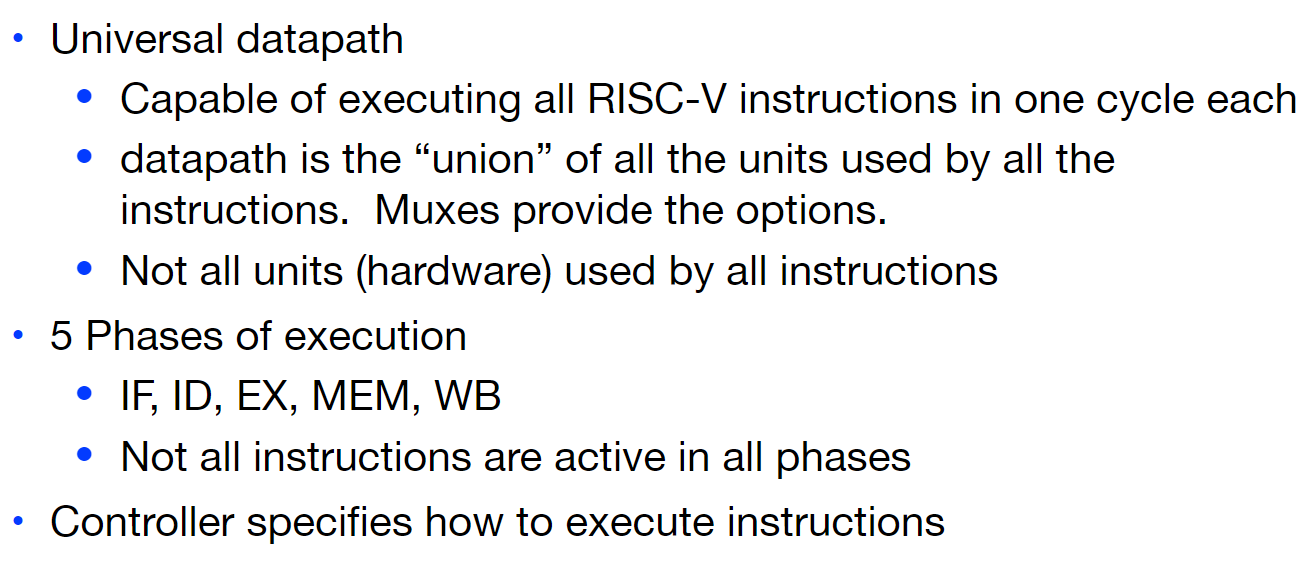 • Universal datapath
• Capable of executing all RISC-V instructions in one cycle each
• datapath is the “union” of all the units used by all the
instructions.  Muxes provide the options.
• Not all units (hardware) used by all instructions
• 5 Phases of execution
• IF, ID, EX, MEM, WB
• Not all instructions are active in all phases
• Controller specifies how to execute instructions